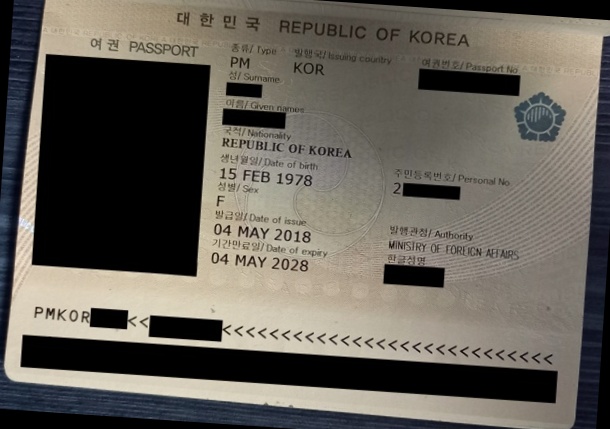 대한민국 REPUBLIC OF KOREA
여권 PASSPORT
종류/ Type 발행국/ Issuing country 여권번호/ Passport No
PM KOR
성/ Surname
이름/ Given names
국적/ Nationality
REPUBLIC OF KOREA
생년월일/ Date of birth 주민등록번호/ Personal No
15 FEB 1978 2
성별/ Sex
F
발급일/ Date of issue 발행관청/ Authority
04 MAY 2018 MINISTRY OF FOREIGN AFFAIRS
기간만료일/ Date of expiry 한글성명
04 MAY 2028
PMKOR <<  <<<<<<<<<<<<<<<<<<<<<<<<<<<<<